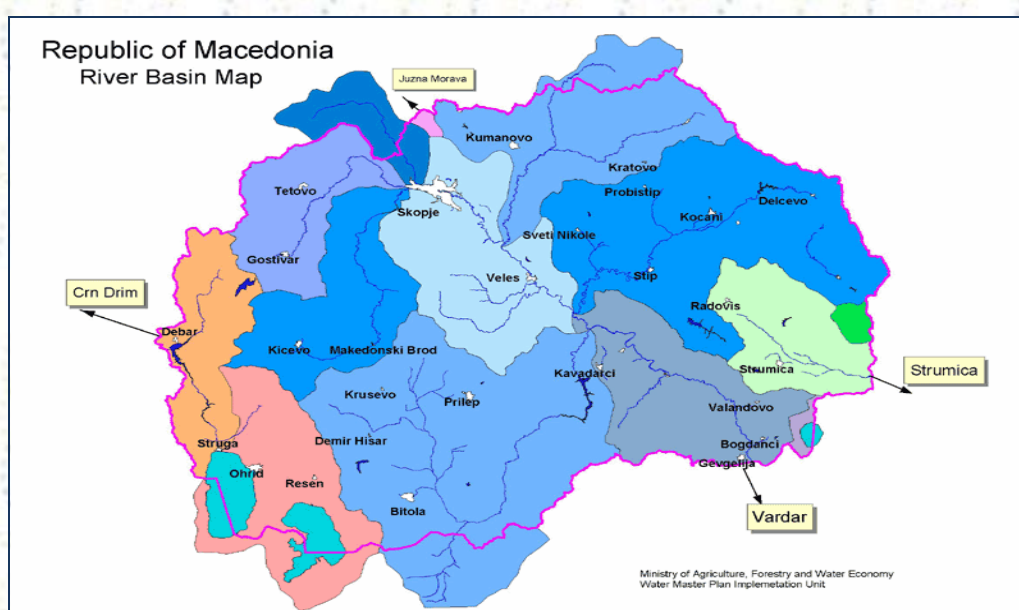 Republic of Macedonia
River Basin Map
Juzna Morava
Kumanovo
Kratovo
Tetovo
Probistip
Delcevo
Skopje
Kocani
Sveti Nikole
Gostivar
Veles
Stip
Crn Drim
Radovis
Debar
Kicevo
Makedonski Brod
Kavadarci
Strumica
Strumica
Krusevo
Prilep
Valandovo
Struga
Demir Hisar
Bogdanci
Gevgelija
Ohrid
Resen
Bitola
Vardar
Ministry of Agriculture, Forestry and Water Economy
Water Master Plan Implemetation Unit